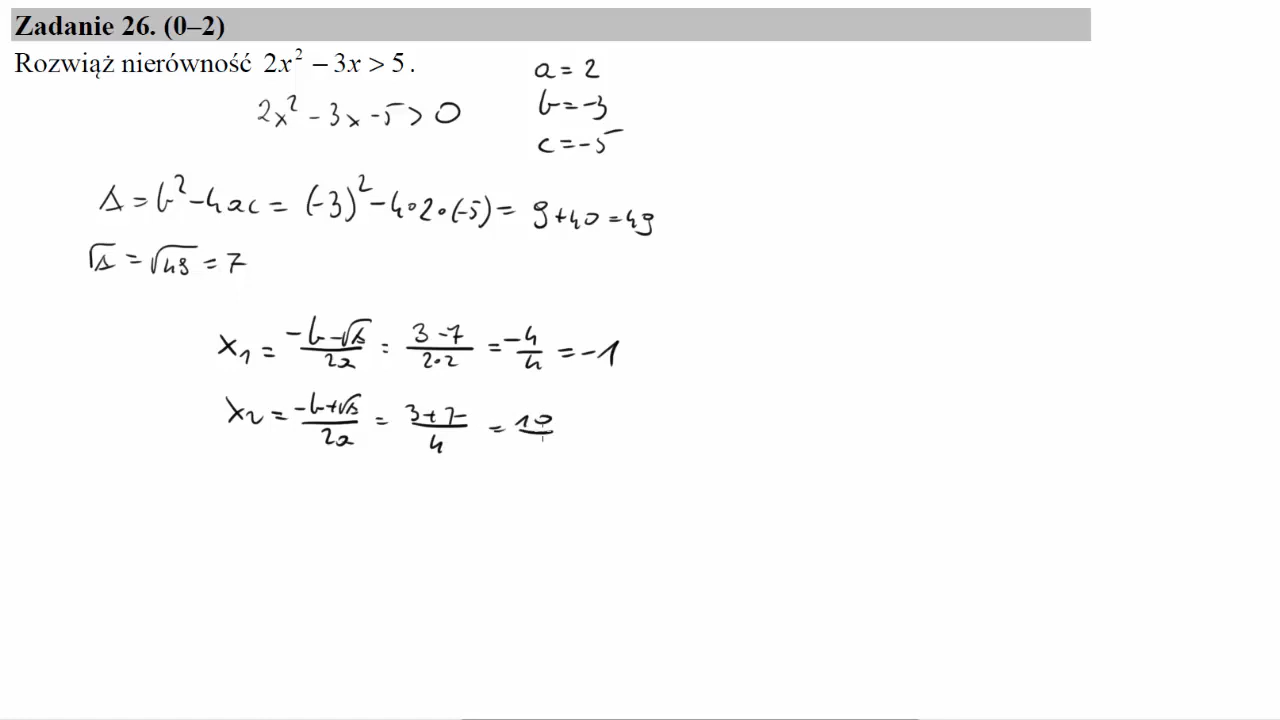 Zadanie 26. (0–2)
Rozwiąż nierówność 2x² − 3x > 5.
a = 2
2x² - 3x - 5 > 0
b = -3
c = -5
Δ = b² - 4ac = (-3)² - 4·2·(-5) = 9 + 40 = 49
√Δ = √49 = 7
x₁ = (-b-√Δ)/(2a) = (3-7)/(2·2) = (-4)/4 = -1
x₂ = (-b+√Δ)/(2a) = (3+7)/4 = 10/